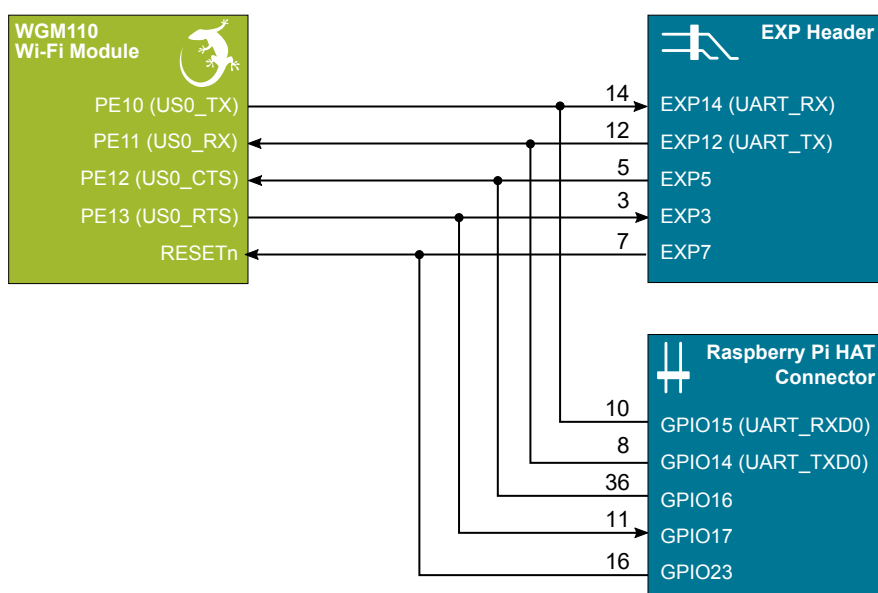 WGM110
Wi-Fi Module
PE10 (US0_TX)
PE11 (US0_RX)
PE12 (US0_CTS)
PE13 (US0_RTS)
RESETn
14
12
5
3
7
EXP Header
EXP14 (UART_RX)
EXP12 (UART_TX)
EXP5
EXP3
EXP7
Raspberry Pi HAT
Connector
10
8
36
11
16
GPIO15 (UART_RXD0)
GPIO14 (UART_TXD0)
GPIO16
GPIO17
GPIO23